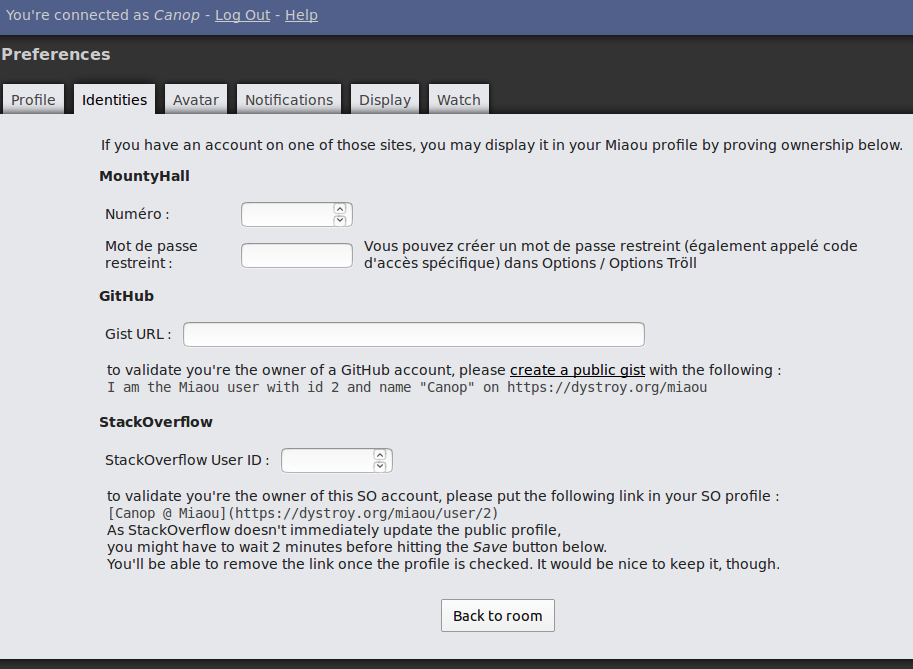 You're connected as Canop - Log Out - Help
Preferences
Profile Identities Avatar Notifications Display Watch
If you have an account on one of those sites, you may display it in your Miaou profile by proving ownership below.
MountyHall
Numéro :
Mot de passe restreint :
Vous pouvez créer un mot de passe restreint (également appelé code
d'accès spécifique) dans Options / Options Tröll
GitHub
Gist URL :
to validate you're the owner of a GitHub account, please create a public gist with the following :
I am the Miaou user with id 2 and name "Canop" on https://dystroy.org/miaou
StackOverflow
StackOverflow User ID :
to validate you're the owner of this SO account, please put the following link in your SO profile :
[Canop @ Miaou](https://dystroy.org/miaou/user/2)
As StackOverflow doesn't immediately update the public profile,
you might have to wait 2 minutes before hitting the Save button below.
You'll be able to remove the link once the profile is checked. It would be nice to keep it, though.
Back to room